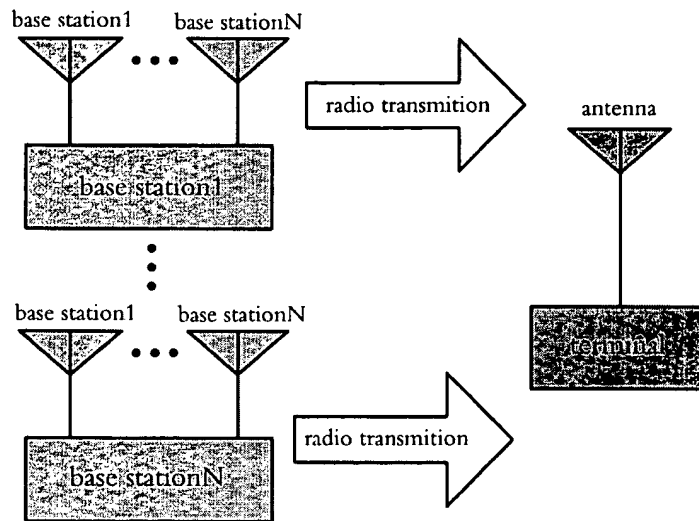 base station1 base stationN
radio transmition
antenna
base station1
base station1 base stationN
terminal
radio transmition
base stationN